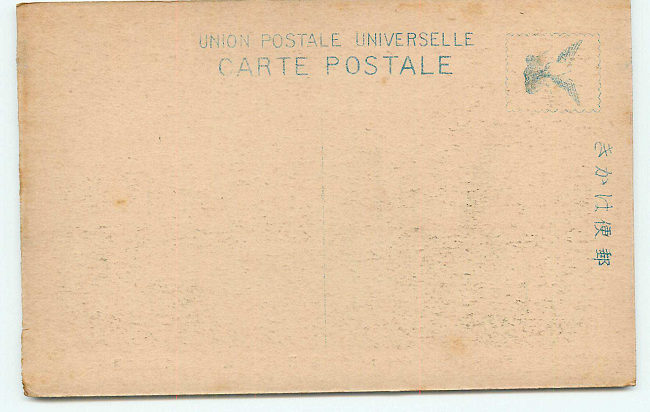 UNION POSTALE UNIVERSELLE
CARTE POSTALE
郵便はかき